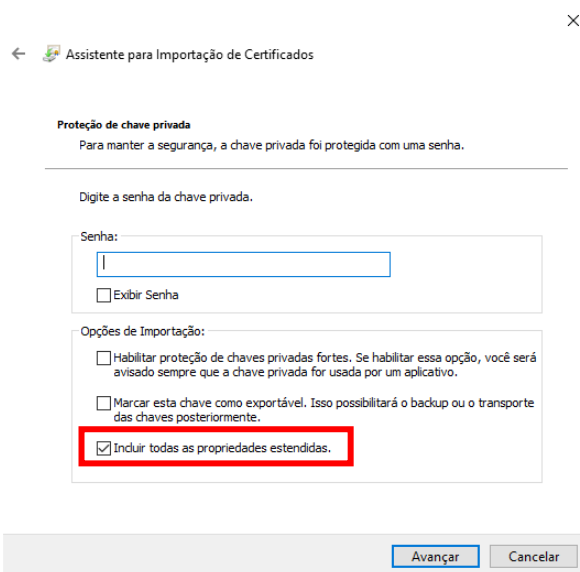 Assistente para Importação de Certificados
Proteção de chave privada
Para manter a segurança, a chave privada foi protegida com uma senha.
Digite a senha da chave privada.
Senha:
Exibir Senha
Opções de Importação:
Habilitar proteção de chaves privadas fortes. Se habilitar essa opção, você será
avisado sempre que a chave privada for usada por um aplicativo.
Marcar esta chave como exportável. Isso possibilitará o backup ou o transporte
das chaves posteriormente.
Incluir todas as propriedades estendidas.
Avançar
Cancelar